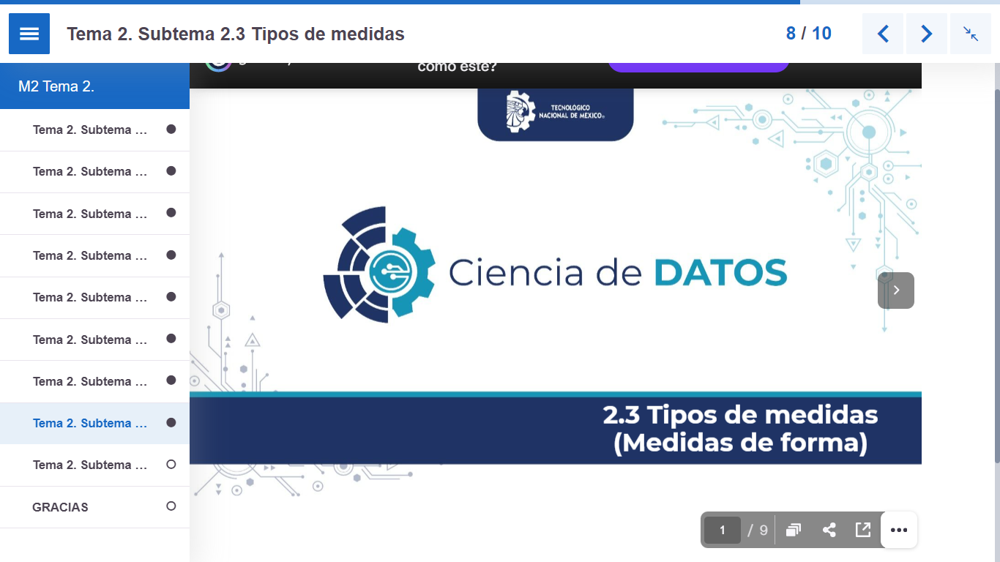 Tema 2. Subtema 2.3 Tipos de medidas
8 / 10
M2 Tema 2.
Tema 2. Subtema ...
Tema 2. Subtema ...
Tema 2. Subtema ...
Tema 2. Subtema ...
Tema 2. Subtema ...
Tema 2. Subtema ...
Tema 2. Subtema ...
Tema 2. Subtema ...
Tema 2. Subtema ...
GRACIAS
como este?
TECNOLÓGICO
NACIONAL DE MÉXICO®
Ciencia de DATOS
2.3 Tipos de medidas
(Medidas de forma)
1 / 9